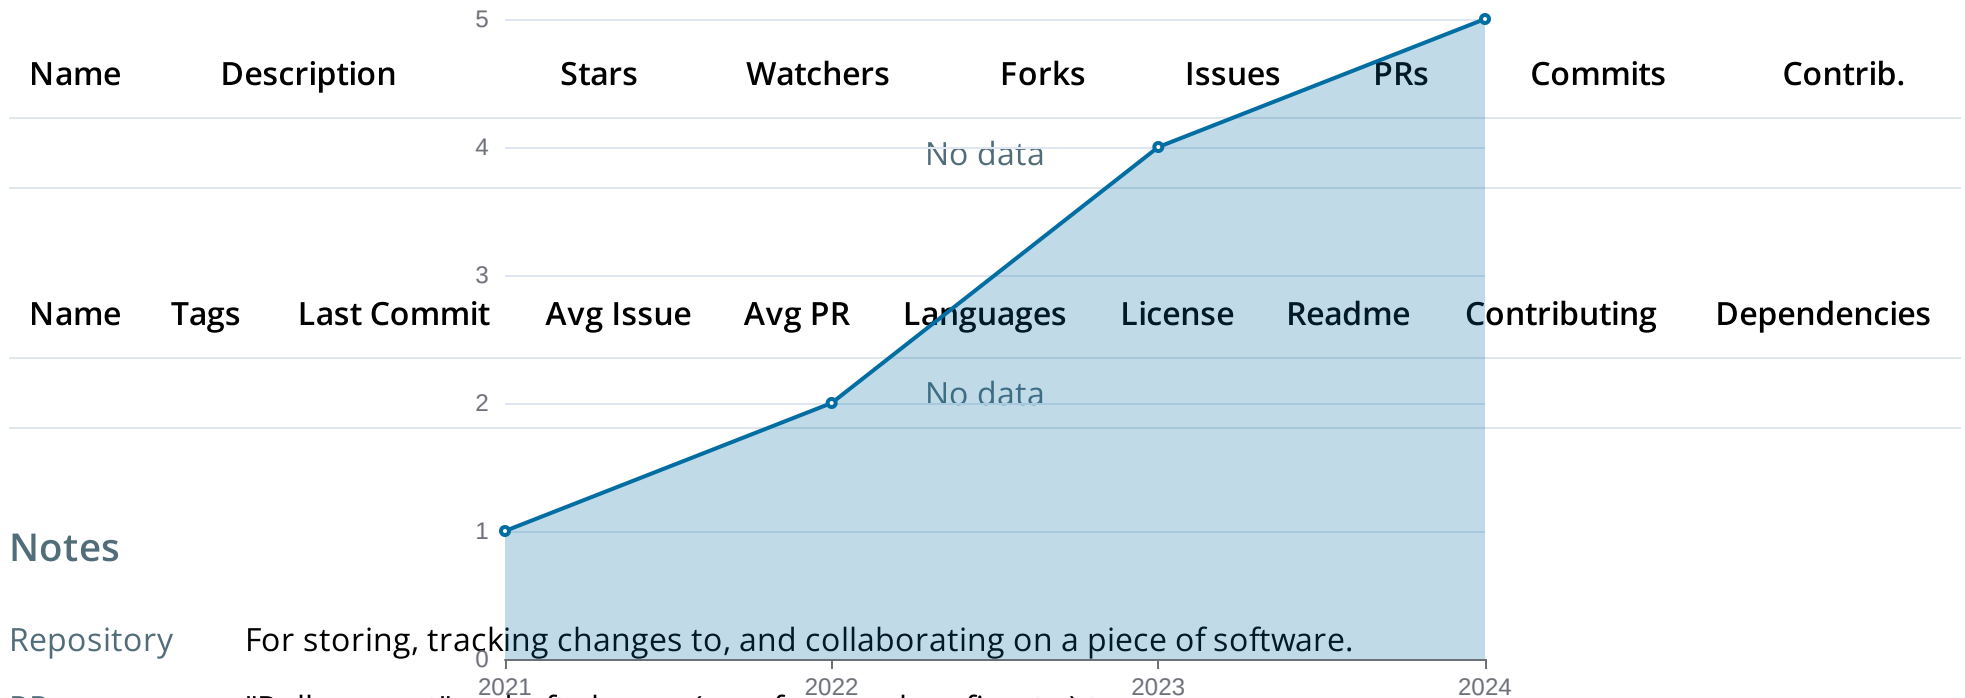 5
Name Description Stars Watchers Forks Issues PRs Commits Contrib.
4
No data
3
Name Tags Last Commit Avg Issue Avg PR Languages License Readme Contributing Dependencies
No data
2
1
Notes
Repository For storing, tracking changes to, and collaborating on a piece of software.
0
2021 2022 2023 2024